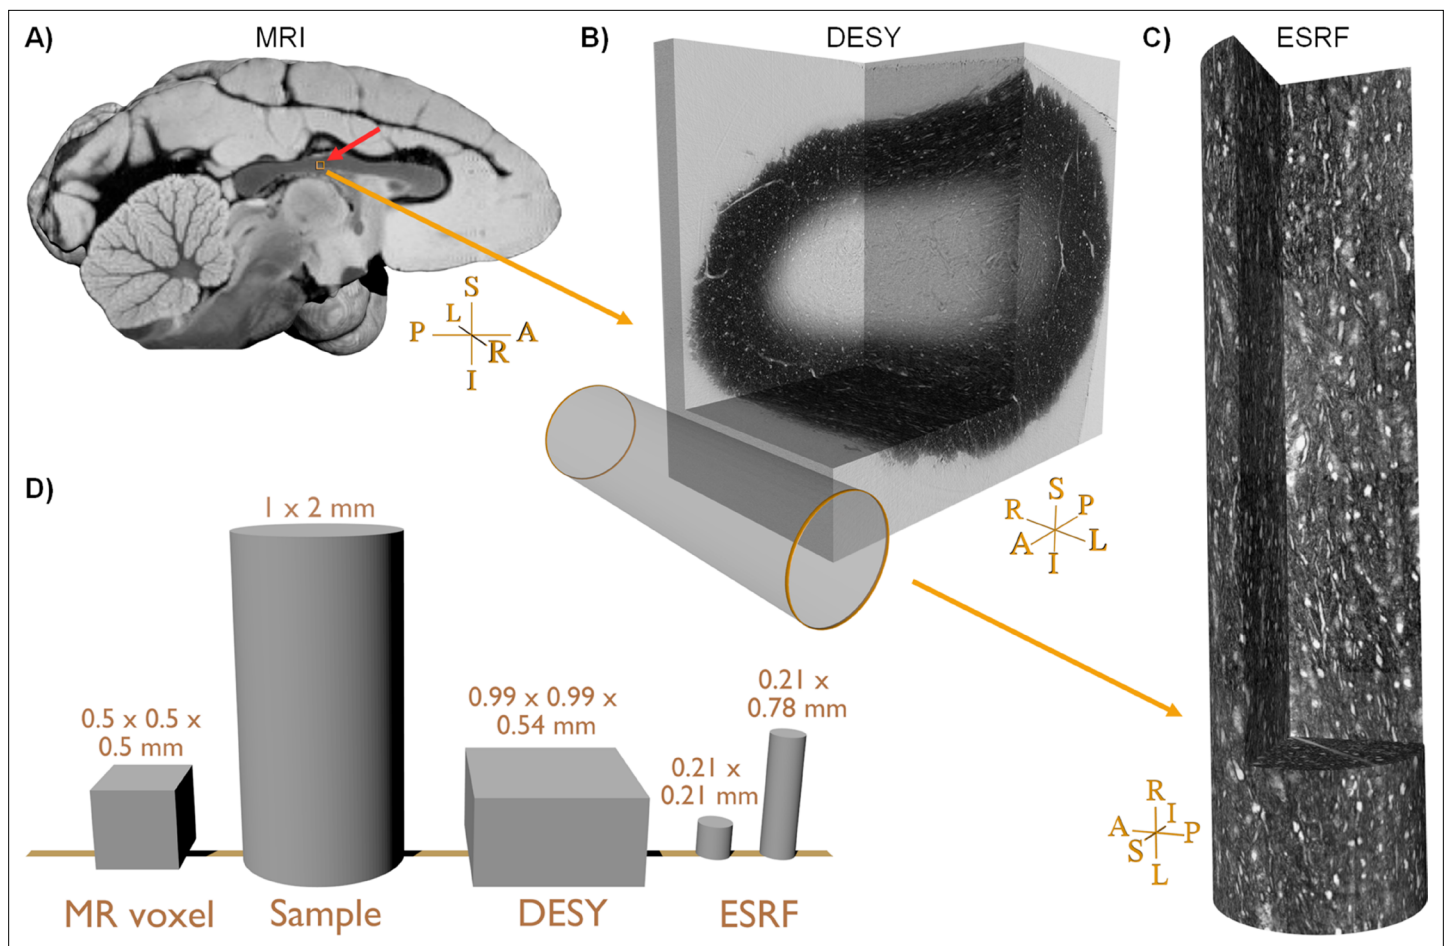 A)
MRI
B)
DESY
C)
ESRF
S
L
P
A
R
I
S
R
P
A
L
I
D)
1 x 2 mm
0.5 x 0.5 x
0.5 mm
0.99 x 0.99 x
0.54 mm
0.21 x
0.21 mm
0.21 x
0.78 mm
MR voxel
Sample
DESY
ESRF
R
I
A
P
S
L